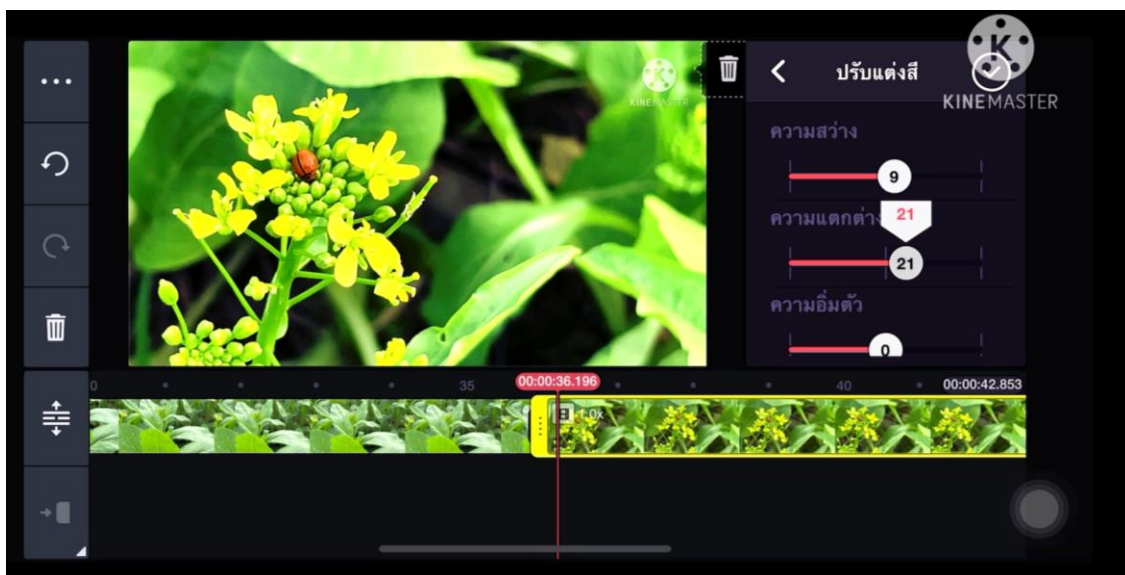 ปรับแต่งสี
KINEMASTER
KINEMASTER
ความสว่าง
9
ความแตกต่าง
21
21
ความอิ่มตัว
0
35
00:00:36.196
40
00:00:42.853
1.0x